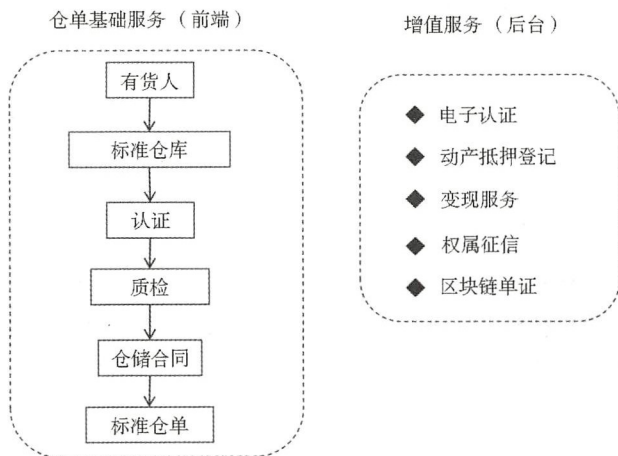 仓单基础服务（前端）
有货人
标准仓库
认证
质检
仓储合同
标准仓单
增值服务（后台）
◆ 电子认证
◆ 动产抵押登记
◆ 变现服务
◆ 权属征信
◆ 区块链单证